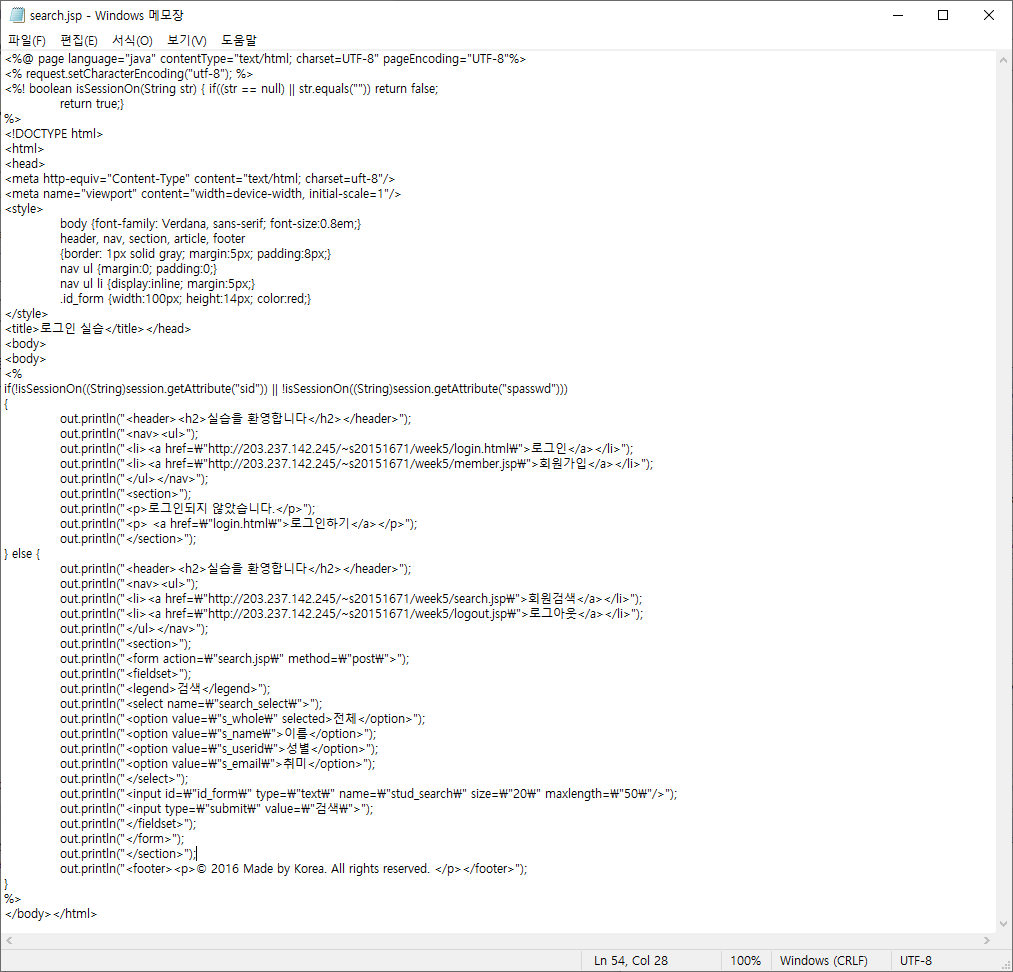 search.jsp - Windows 메모장
파일(F) 편집(E) 서식(O) 보기(V) 도움말
<%@ page language="java" contentType="text/html; charset=UTF-8" pageEncoding="UTF-8"%>
<% request.setCharacterEncoding("utf-8"); %>
<%! boolean isSessionOn(String str) { if((str == null) || str.equals("")) return false;
return true;}
%>
<!DOCTYPE html>
<html>
<head>
<meta http-equiv="Content-Type" content="text/html; charset=uft-8"/>
<meta name="viewport" content="width=device-width, initial-scale=1"/>
<style>
body {font-family: Verdana, sans-serif; font-size:0.8em;}
header, nav, section, article, footer
{border: 1px solid gray; margin:5px; padding:8px;}
nav ul {margin:0; padding:0;}
nav ul li {display:inline; margin:5px;}
.id_form {width:100px; height:14px; color:red;}
</style>
<title>로그인 실습</title></head>
<body>
<body>
<%
if(!isSessionOn((String)session.getAttribute("sid")) || !isSessionOn((String)session.getAttribute("spasswd")))
{
out.println("<header><h2>실습을 환영합니다</h2></header>");
out.println("<nav><ul>");
out.println("<li><a href=₩"http://203.237.142.245/~s20151671/week5/login.html₩">로그인</a></li>");
out.println("<li><a href=₩"http://203.237.142.245/~s20151671/week5/member.jsp₩">회원가입</a></li>");
out.println("</ul></nav>");
out.println("<section>");
out.println("<p>로그인되지 않았습니다.</p>");
out.println("<p> <a href=₩"login.html₩">로그인하기</a></p>");
out.println("</section>");
} else {
out.println("<header><h2>실습을 환영합니다</h2></header>");
out.println("<nav><ul>");
out.println("<li><a href=₩"http://203.237.142.245/~s20151671/week5/search.jsp₩">회원검색</a></li>");
out.println("<li><a href=₩"http://203.237.142.245/~s20151671/week5/logout.jsp₩">로그아웃</a></li>");
out.println("</ul></nav>");
out.println("<section>");
out.println("<form action=₩"search.jsp₩" method=₩"post₩">");
out.println("<fieldset>");
out.println("<legend>검색</legend>");
out.println("<select name=₩"search_select₩">");
out.println("<option value=₩"s_whole₩" selected>전체</option>");
out.println("<option value=₩"s_name₩">이름</option>");
out.println("<option value=₩"s_userid₩">성별</option>");
out.println("<option value=₩"s_email₩">취미</option>");
out.println("</select>");
out.println("<input id=₩"id_form₩" type=₩"text₩" name=₩"stud_search₩" size=₩"20₩" maxlength=₩"50₩"/>");
out.println("<input type=₩"submit₩" value=₩"검색₩">");
out.println("</fieldset>");
out.println("</form>");
out.println("</section>");
out.println("<footer><p>© 2016 Made by Korea. All rights reserved. </p></footer>");
}
%>
</body></html>
Ln 54, Col 28 100% Windows (CRLF) UTF-8